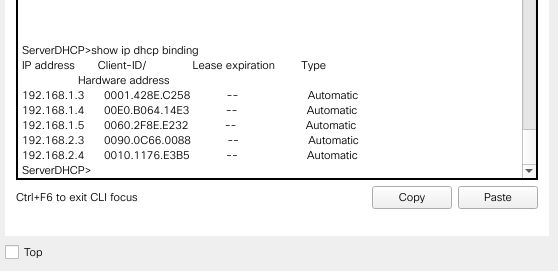 ServerDHCP>show ip dhcp binding
IP address Client-ID/ Lease expiration Type
Hardware address
192.168.1.3 0001.428E.C258 -- Automatic
192.168.1.4 00E0.B064.14E3 -- Automatic
192.168.1.5 0060.2F8E.E232 -- Automatic
192.168.2.3 0090.0C66.0088 -- Automatic
192.168.2.4 0010.1176.E3B5 -- Automatic
ServerDHCP>
Ctrl+F6 to exit CLI focus Copy Paste
Top